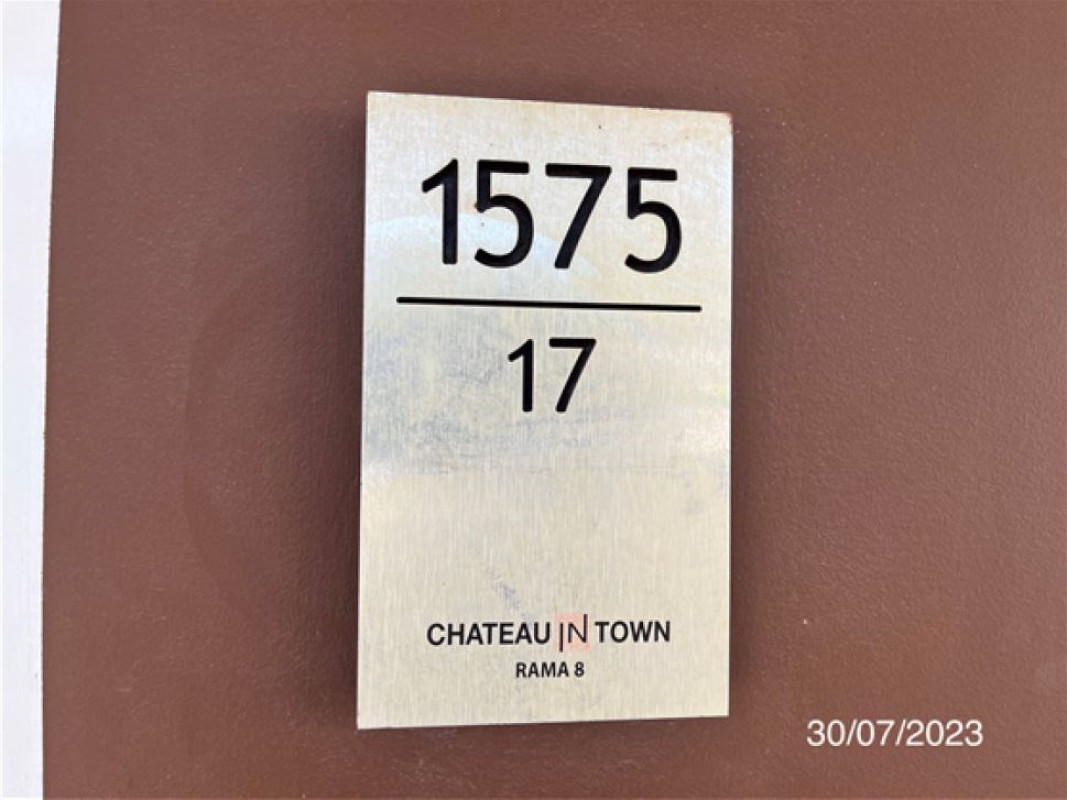 1575
17
CHATEAU IN TOWN
RAMA 8
30/07/2023